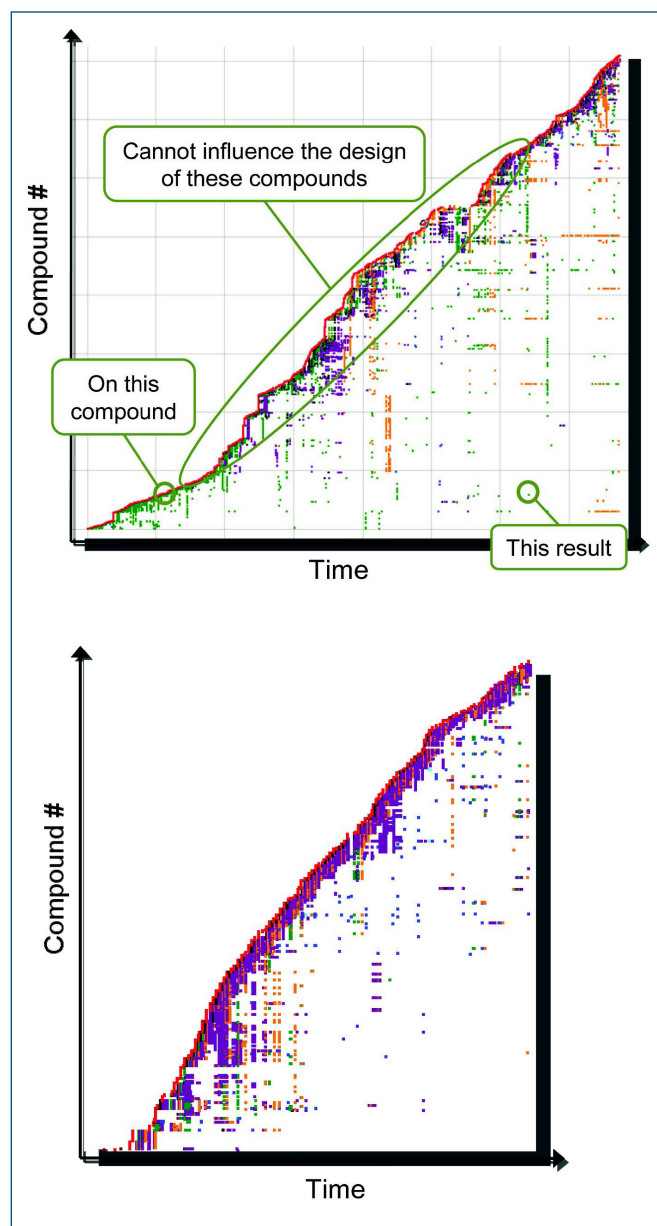 Cannot influence the design
of these compounds
Compound #
On this
compound
This result
Time
Compound #
Time